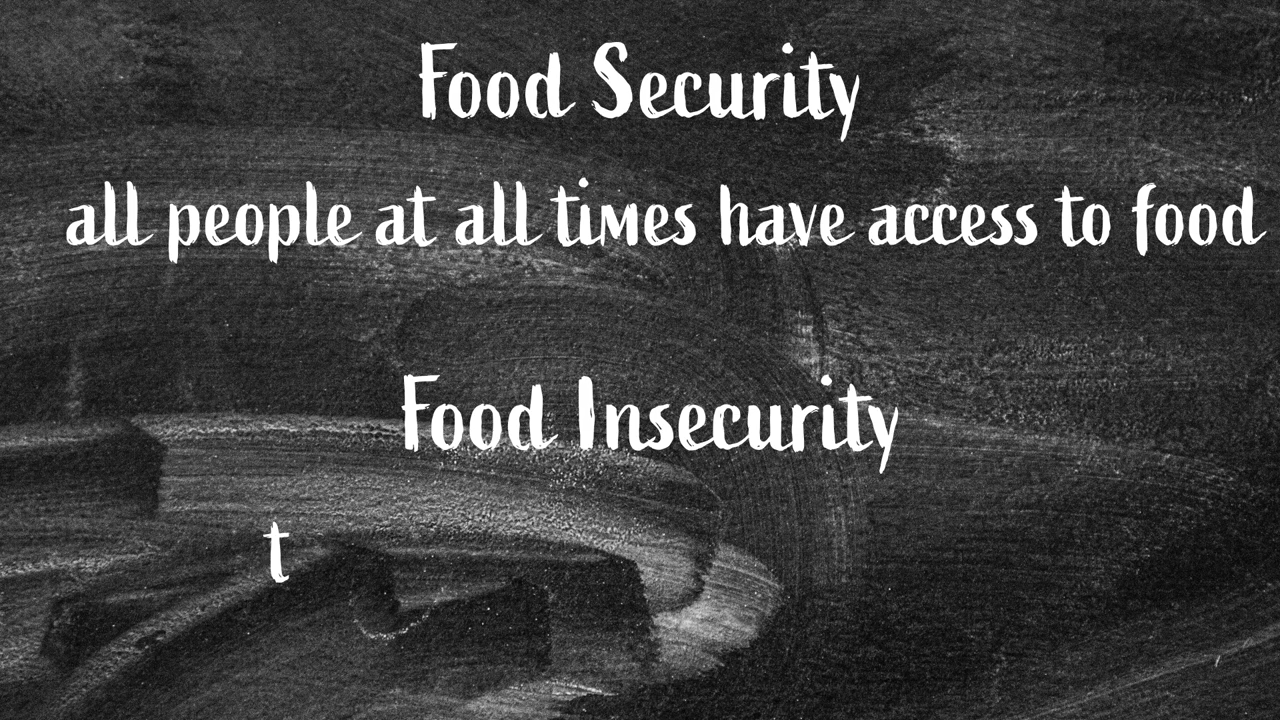 Food Security
all people at all times have access to food
Food Insecurity
t